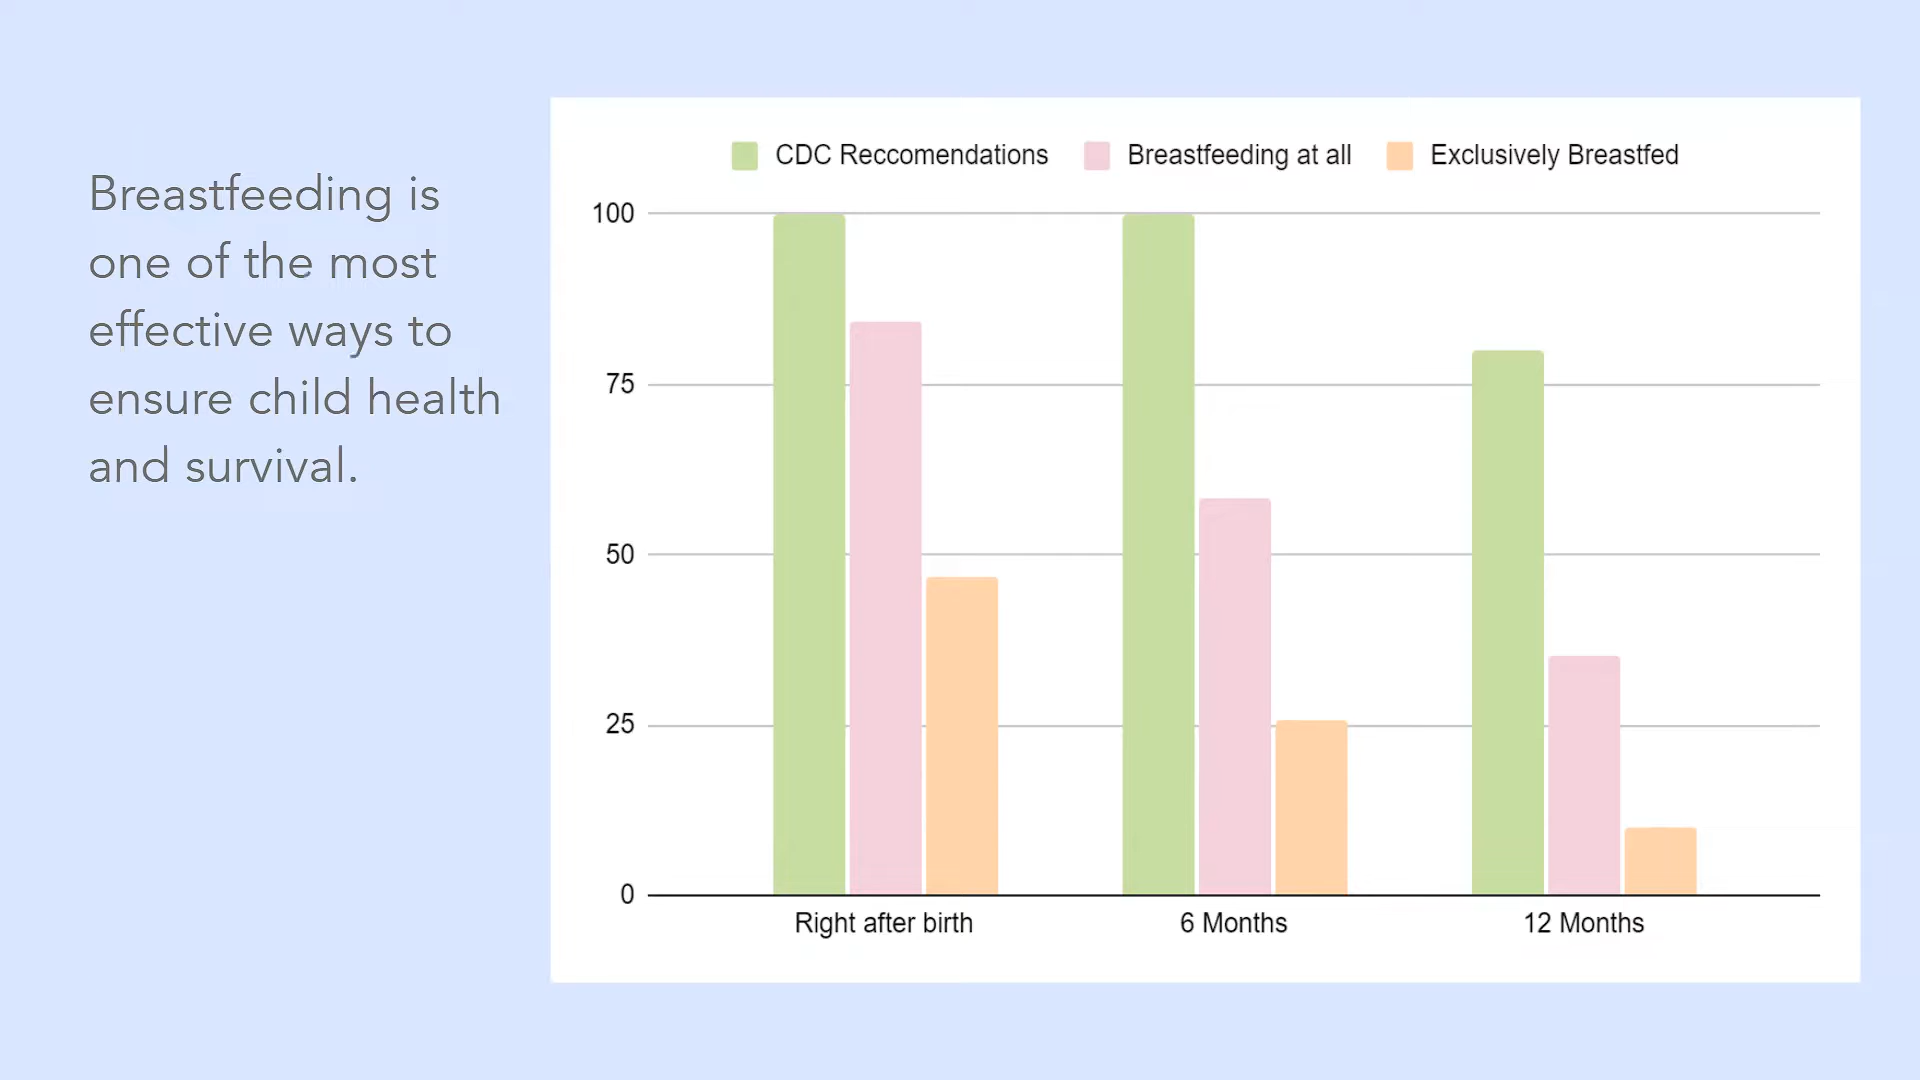 Breastfeeding is
one of the most
effective ways to
ensure child health
and survival.
CDC Reccomendations Breastfeeding at all Exclusively Breastfed
100
75
50
25
0
Right after birth 6 Months 12 Months